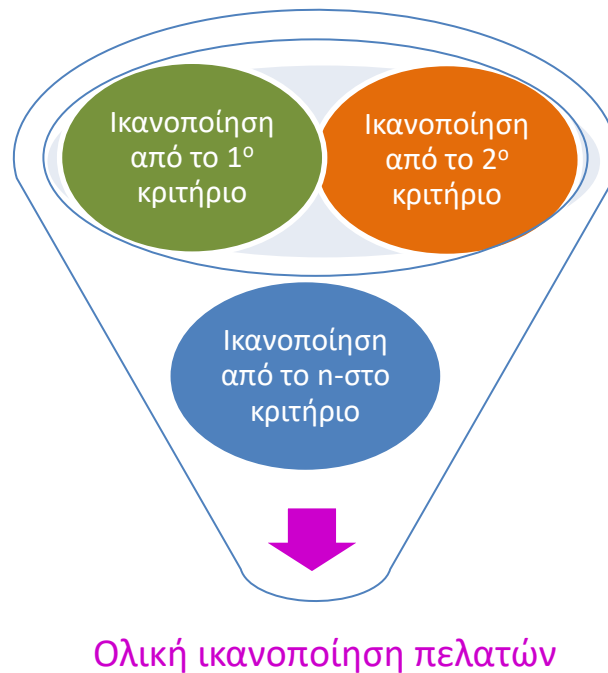 Ικανοποίηση
από το 1ο
κριτήριο
Ικανοποίηση
από το 2ο
κριτήριο
Ικανοποίηση
από το n-στο
κριτήριο
Ολική ικανοποίηση πελατών